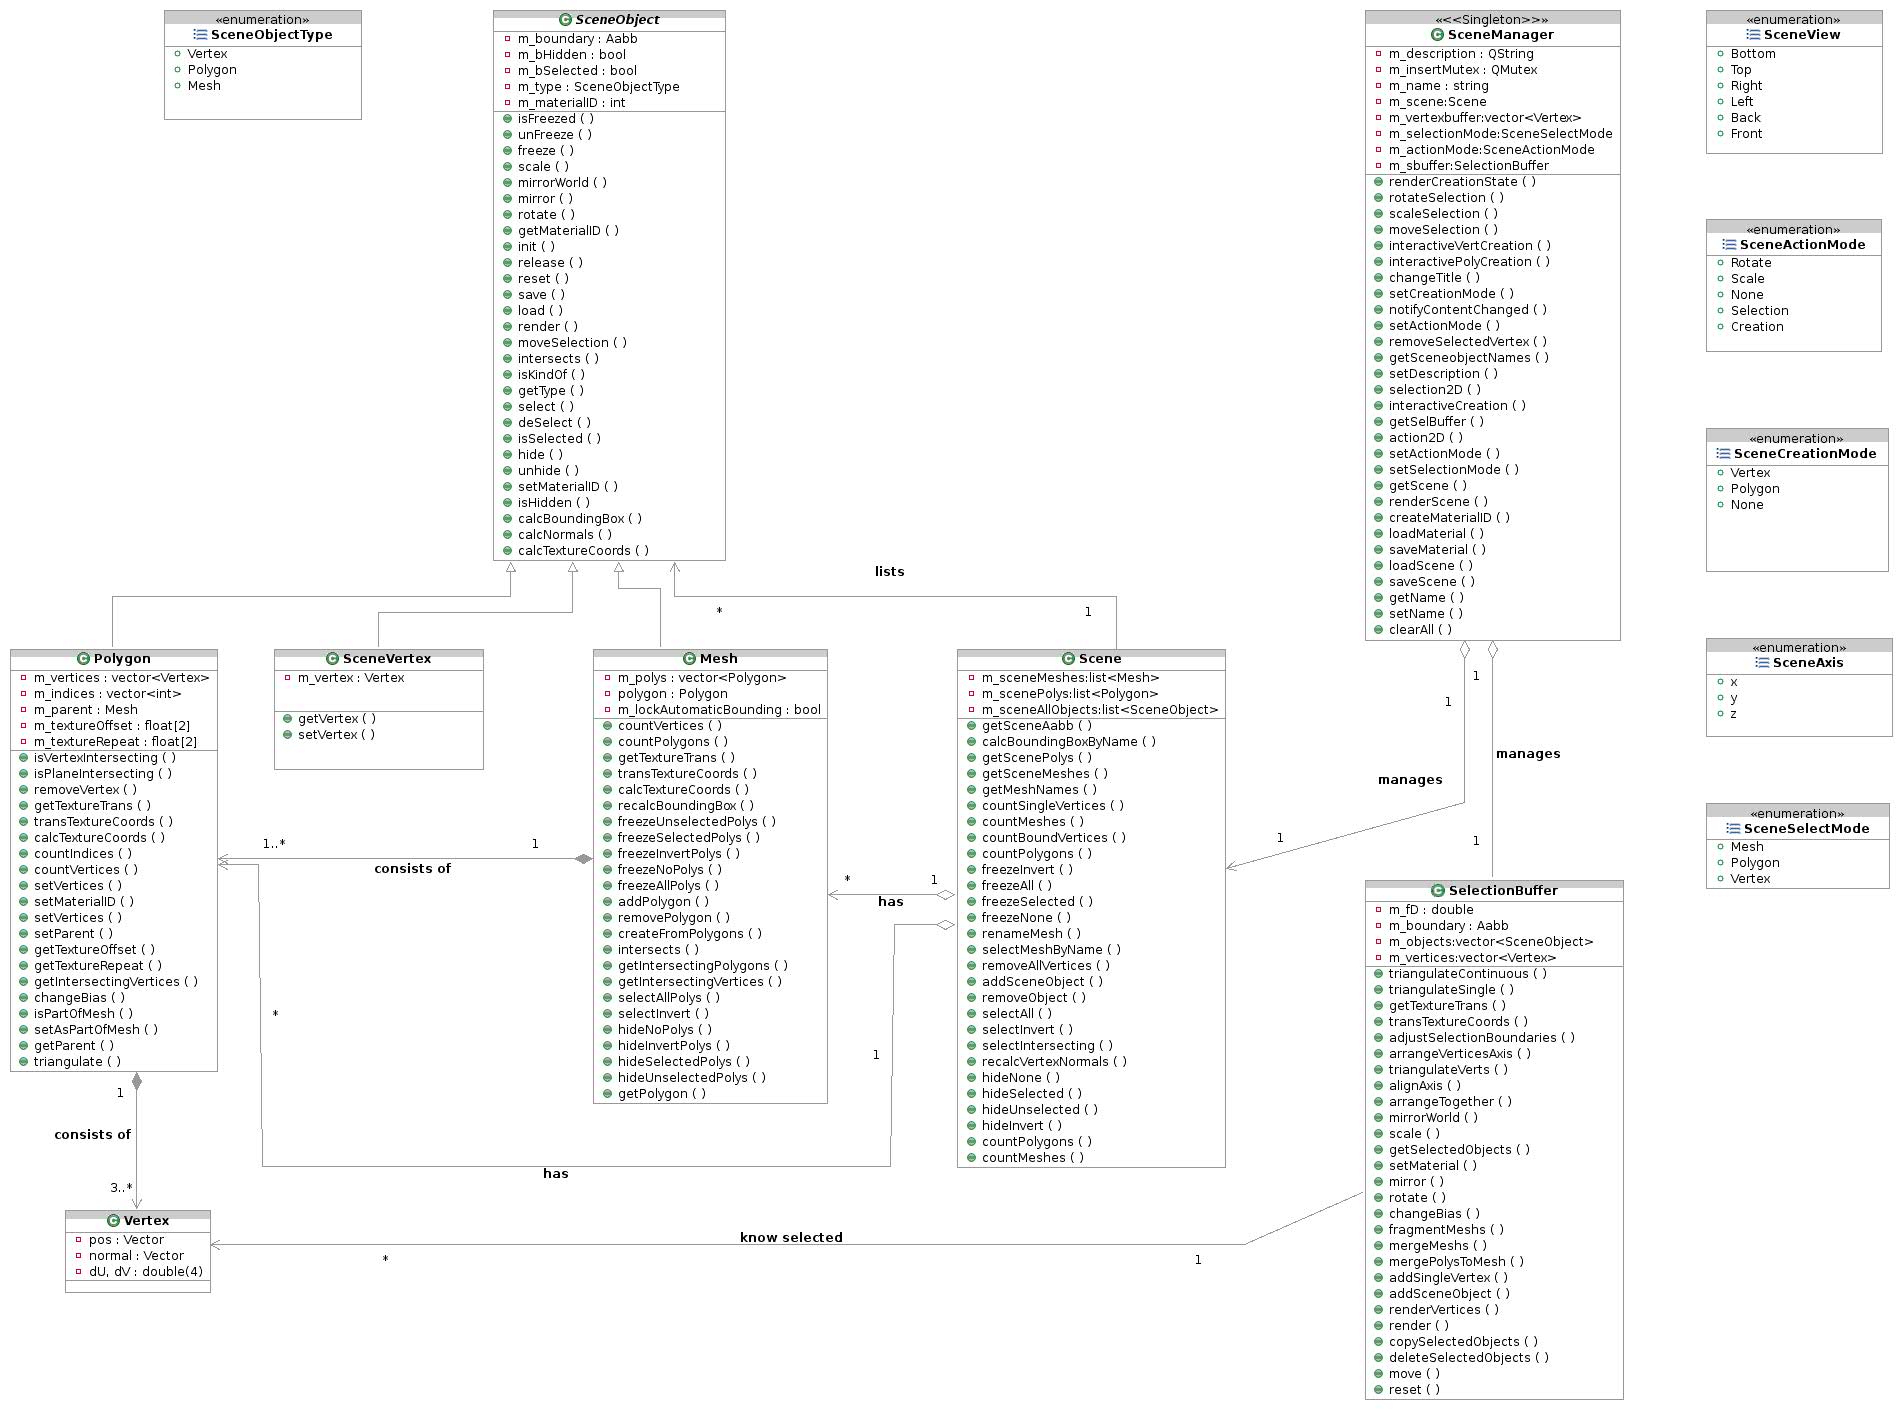 «enumeration»
SceneObjectType
Vertex
Polygon
Mesh
SceneObject
m_boundary : Aabb
m_bHidden : bool
m_bSelected : bool
m_type : SceneObjectType
m_materialID : int
isFreezed ( )
unFreeze ( )
freeze ( )
scale ( )
mirrorWorld ( )
mirror ( )
rotate ( )
getMaterialID ( )
init ( )
release ( )
reset ( )
save ( )
load ( )
render ( )
moveSelection ( )
intersects ( )
isKindOf ( )
getType ( )
select ( )
deSelect ( )
isSelected ( )
hide ( )
unhide ( )
setMaterialID ( )
isHidden ( )
calcBoundingBox ( )
calcNormals ( )
calcTextureCoords ( )
«<<Singleton>>»
SceneManager
m_description : QString
m_insertMutex : QMutex
m_name : string
m_scene:Scene
m_vertexbuffer:vector<Vertex>
m_selectionMode:SceneSelectMode
m_actionMode:SceneActionMode
m_sbuffer:SelectionBuffer
renderCreationState ( )
rotateSelection ( )
scaleSelection ( )
moveSelection ( )
interactiveVertCreation ( )
interactivePolyCreation ( )
changeTitle ( )
setCreationMode ( )
notifyContentChanged ( )
setActionMode ( )
removeSelectedVertex ( )
getSceneobjectNames ( )
setDescription ( )
selection2D ( )
interactiveCreation ( )
getSelBuffer ( )
action2D ( )
setActionMode ( )
setSelectionMode ( )
getScene ( )
renderScene ( )
createMaterialID ( )
loadMaterial ( )
saveMaterial ( )
loadScene ( )
saveScene ( )
getName ( )
setName ( )
clearAll ( )
«enumeration»
SceneView
Bottom
Top
Right
Left
Back
Front
«enumeration»
SceneActionMode
Rotate
Scale
None
Selection
Creation
«enumeration»
SceneCreationMode
Vertex
Polygon
None
«enumeration»
SceneAxis
x
y
z
«enumeration»
SceneSelectMode
Mesh
Polygon
Vertex
lists
*
1
Polygon
m_vertices : vector<Vertex>
m_indices : vector<int>
m_parent : Mesh
m_textureOffset : float[2]
m_textureRepeat : float[2]
isVertexIntersecting ( )
isPlaneIntersecting ( )
removeVertex ( )
getTextureTrans ( )
transTextureCoords ( )
calcTextureCoords ( )
countIndices ( )
countVertices ( )
setVertices ( )
setMaterialID ( )
setVertices ( )
setParent ( )
getTextureOffset ( )
getTextureRepeat ( )
getIntersectingVertices ( )
changeBias ( )
isPartOfMesh ( )
setAsPartOfMesh ( )
getParent ( )
triangulate ( )
SceneVertex
m_vertex : Vertex
getVertex ( )
setVertex ( )
Mesh
m_polys : vector<Polygon>
polygon : Polygon
m_lockAutomaticBounding : bool
countVertices ( )
countPolygons ( )
getTextureTrans ( )
transTextureCoords ( )
calcTextureCoords ( )
recalcBoundingBox ( )
freezeUnselectedPolys ( )
freezeSelectedPolys ( )
freezeInvertPolys ( )
freezeNoPolys ( )
freezeAllPolys ( )
addPolygon ( )
removePolygon ( )
createFromPolygons ( )
intersects ( )
getIntersectingPolygons ( )
getIntersectingVertices ( )
selectAllPolys ( )
selectInvert ( )
hideNoPolys ( )
hideInvertPolys ( )
hideSelectedPolys ( )
hideUnselectedPolys ( )
getPolygon ( )
Scene
m_sceneMeshes:list<Mesh>
m_scenePolys:list<Polygon>
m_sceneAllObjects:list<SceneObject>
getSceneAabb ( )
calcBoundingBoxByName ( )
getScenePolys ( )
getSceneMeshes ( )
getMeshNames ( )
countSingleVertices ( )
countMeshes ( )
countBoundVertices ( )
countPolygons ( )
freezeInvert ( )
freezeAll ( )
freezeSelected ( )
freezeNone ( )
renameMesh ( )
selectMeshByName ( )
removeAllVertices ( )
addSceneObject ( )
removeObject ( )
selectAll ( )
selectInvert ( )
selectIntersecting ( )
recalcVertexNormals ( )
hideNone ( )
hideSelected ( )
hideUnselected ( )
hideInvert ( )
countPolygons ( )
countMeshes ( )
1
1
manages
manages
1
1
1..*
1
consists of
*
1
has
*
1
has
1
consists of
3..*
Vertex
pos : Vector
normal : Vector
dU, dV : double(4)
know selected
*
1
SelectionBuffer
m_fD : double
m_boundary : Aabb
m_objects:vector<SceneObject>
m_vertices:vector<Vertex>
triangulateContinuous ( )
triangulateSingle ( )
getTextureTrans ( )
transTextureCoords ( )
adjustSelectionBoundaries ( )
arrangeVerticesAxis ( )
triangulateVerts ( )
alignAxis ( )
arrangeTogether ( )
mirrorWorld ( )
scale ( )
getSelectedObjects ( )
setMaterial ( )
mirror ( )
rotate ( )
changeBias ( )
fragmentMeshs ( )
mergeMeshs ( )
mergePolysToMesh ( )
addSingleVertex ( )
addSceneObject ( )
renderVertices ( )
render ( )
copySelectedObjects ( )
deleteSelectedObjects ( )
move ( )
reset ( )